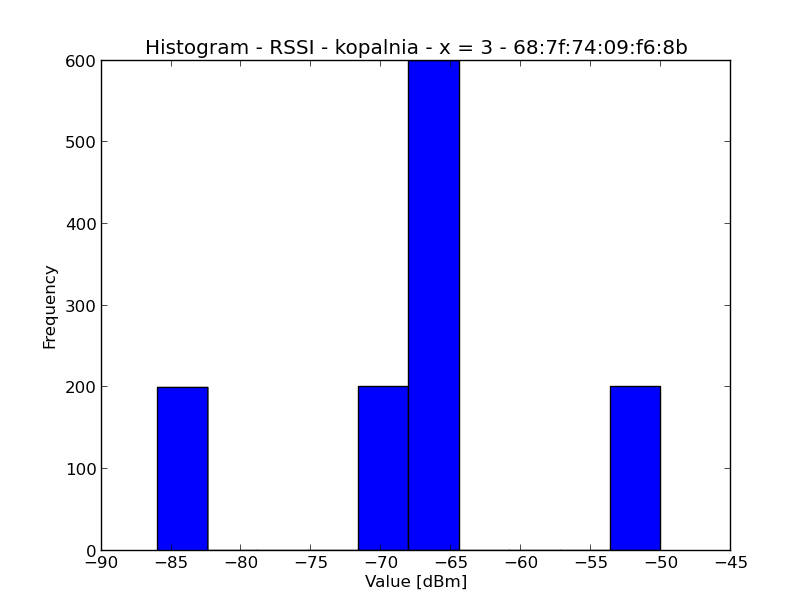 Histogram - RSSI - kopalnia - x = 3 - 68:7f:74:09:f6:8b
600
500
400
300
200
100
0
Frequency
−90 −85 −80 −75 −70 −65 −60 −55 −50 −45
Value [dBm]